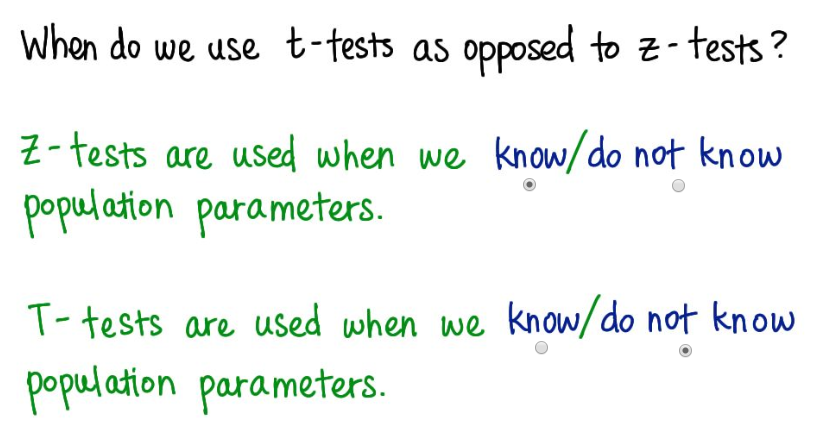 When do we use t-tests as opposed to z-tests?
Z-tests are used when we know/do not know
population parameters.
T-tests are used when we know/do not know
population parameters.